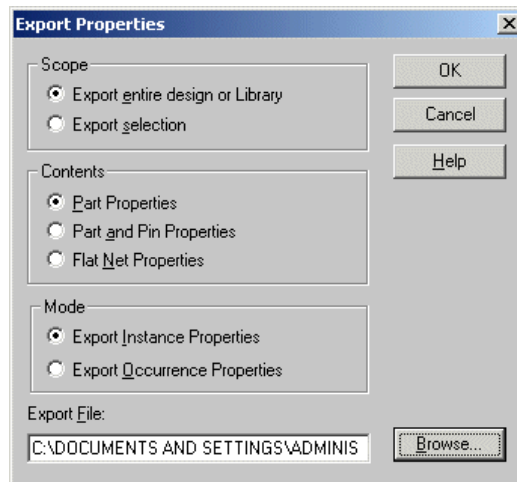 Export Properties
Scope
Export entire design or Library
Export selection
OK
Cancel
Help
Contents
Part Properties
Part and Pin Properties
Flat Net Properties
Mode
Export Instance Properties
Export Occurrence Properties
Export File:
C:\DOCUMENTS AND SETTINGS\ADMINIS
Browse...